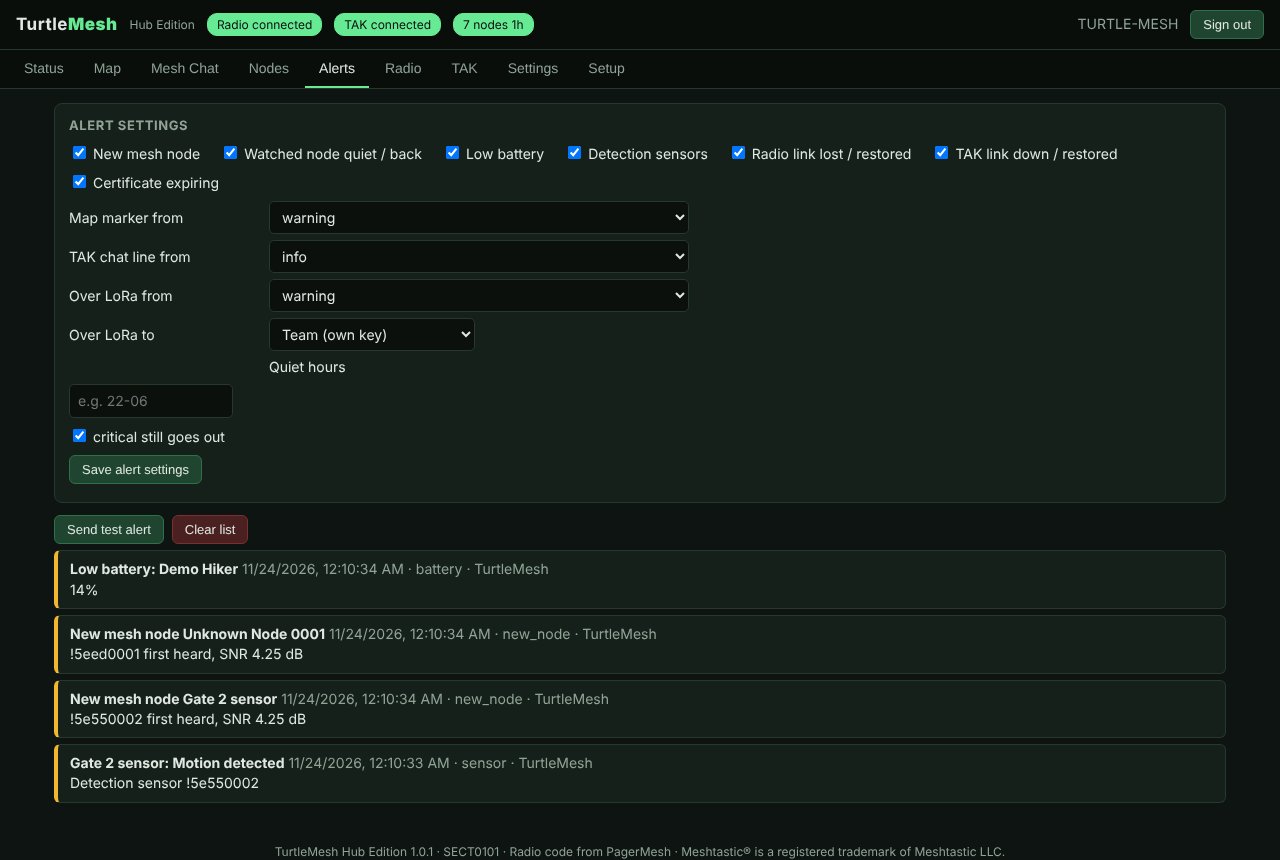 TurtleMesh Hub Edition Radio connected TAK connected 7 nodes 1h TURTLE-MESH Sign out
Status Map Mesh Chat Nodes Alerts Radio TAK Settings Setup
ALERT SETTINGS
New mesh node Watched node quiet / back Low battery Detection sensors Radio link lost / restored TAK link down / restored
Certificate expiring
Map marker from warning
TAK chat line from info
Over LoRa from warning
Over LoRa to Team (own key)
Quiet hours
e.g. 22-06
critical still goes out
Save alert settings
Send test alert Clear list
Low battery: Demo Hiker 11/24/2026, 12:10:34 AM · battery · TurtleMesh
14%
New mesh node Unknown Node 0001 11/24/2026, 12:10:34 AM · new_node · TurtleMesh
!5eed0001 first heard, SNR 4.25 dB
New mesh node Gate 2 sensor 11/24/2026, 12:10:34 AM · new_node · TurtleMesh
!5e550002 first heard, SNR 4.25 dB
Gate 2 sensor: Motion detected 11/24/2026, 12:10:33 AM · sensor · TurtleMesh
Detection sensor !5e550002
TurtleMesh Hub Edition 1.0.1 · SECT0101 · Radio code from PagerMesh · Meshtastic® is a registered trademark of Meshtastic LLC.